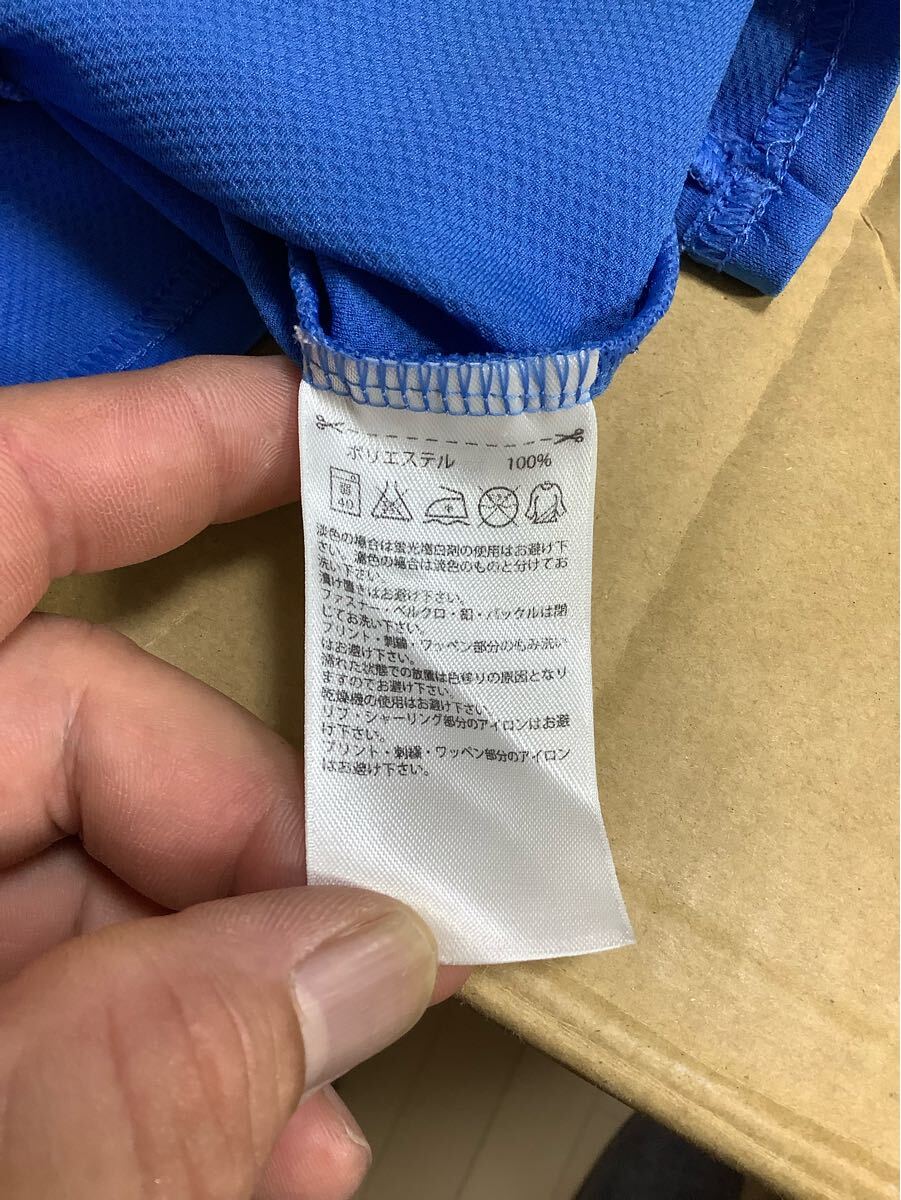 ポリエステル 100%
弱
40
淡色の場合は蛍光増白剤の使用はお避け下
さい。濃色の場合は淡色のものと分けてお
洗い下さい。
漬け置きはお避け下さい。
ファスナー・ベルクロ・釦・バックルは閉
じてお洗い下さい。
プリント・刺繍・ワッペン部分のもみ洗い
はお避け下さい。
濡れた状態での放置は色移りの原因となり
ますのでお避け下さい。
乾燥機の使用はお避け下さい。
リブ・シャーリング部分のアイロンはお避
け下さい。
プリント・刺繍・ワッペン部分のアイロン
はお避け下さい。